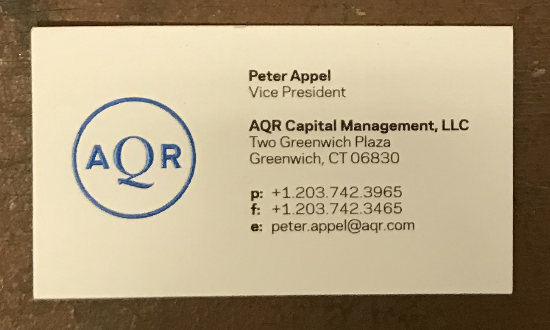 AQR
Peter Appel
Vice President
AQR Capital Management, LLC
Two Greenwich Plaza
Greenwich, CT 06830
p: +1.203.742.3965
f: +1.203.742.3465
e: peter.appel@aqr.com